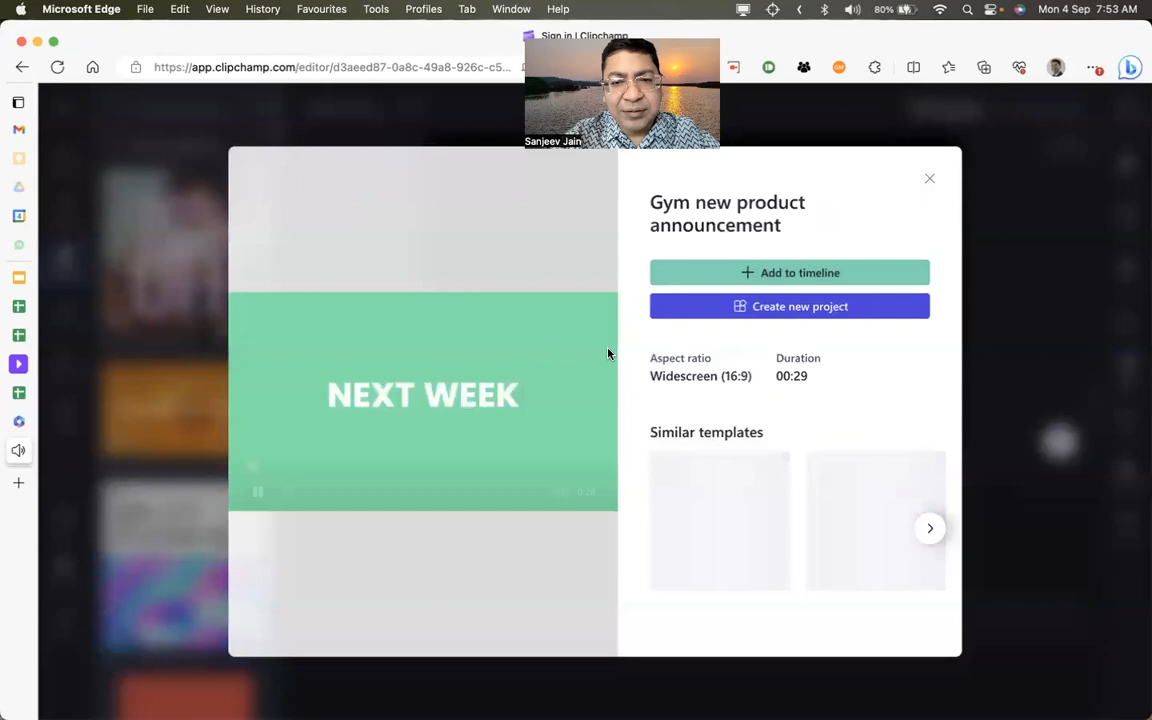 Microsoft Edge File Edit View History Favourites Tools Profiles Tab Window Help 80% Mon 4 Sep 7:53 AM
Sign in | Clipchamp
https://app.clipchamp.com/editor/d3aeed87-0a8c-49a8-926c-c5...
Sanjeev Jain
Gym new product
announcement
Add to timeline
Create new project
Aspect ratio Duration
Widescreen (16:9) 00:29
NEXT WEEK
Similar templates
0:28